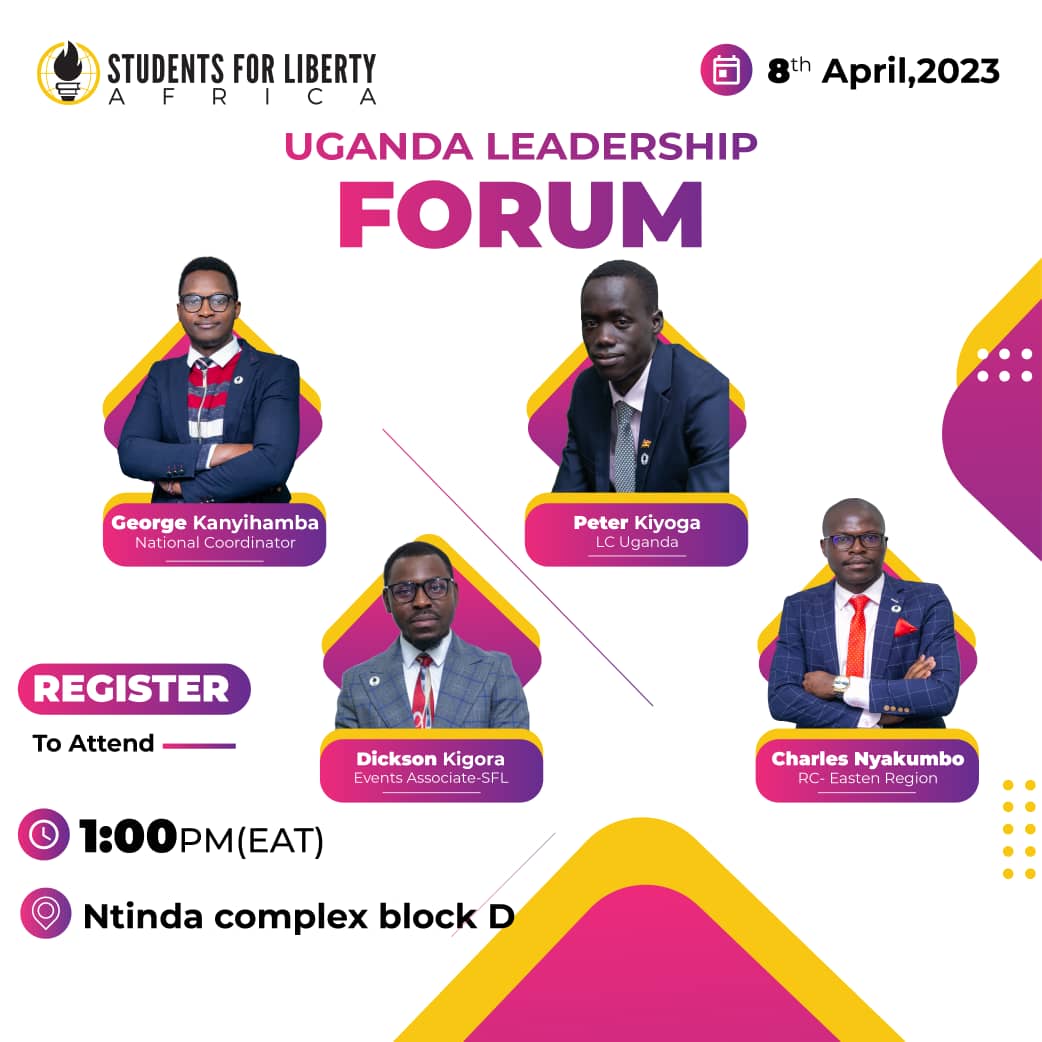 STUDENTS FOR LIBERTY
AFRICA
8th April,2023
UGANDA LEADERSHIP
FORUM
George Kanyihamba
National Coordinator
Peter Kiyoga
LC Uganda
Dickson Kigora
Events Associate-SFL
Charles Nyakumbo
RC- Easten Region
REGISTER
To Attend
1:00PM(EAT)
Ntinda complex block D